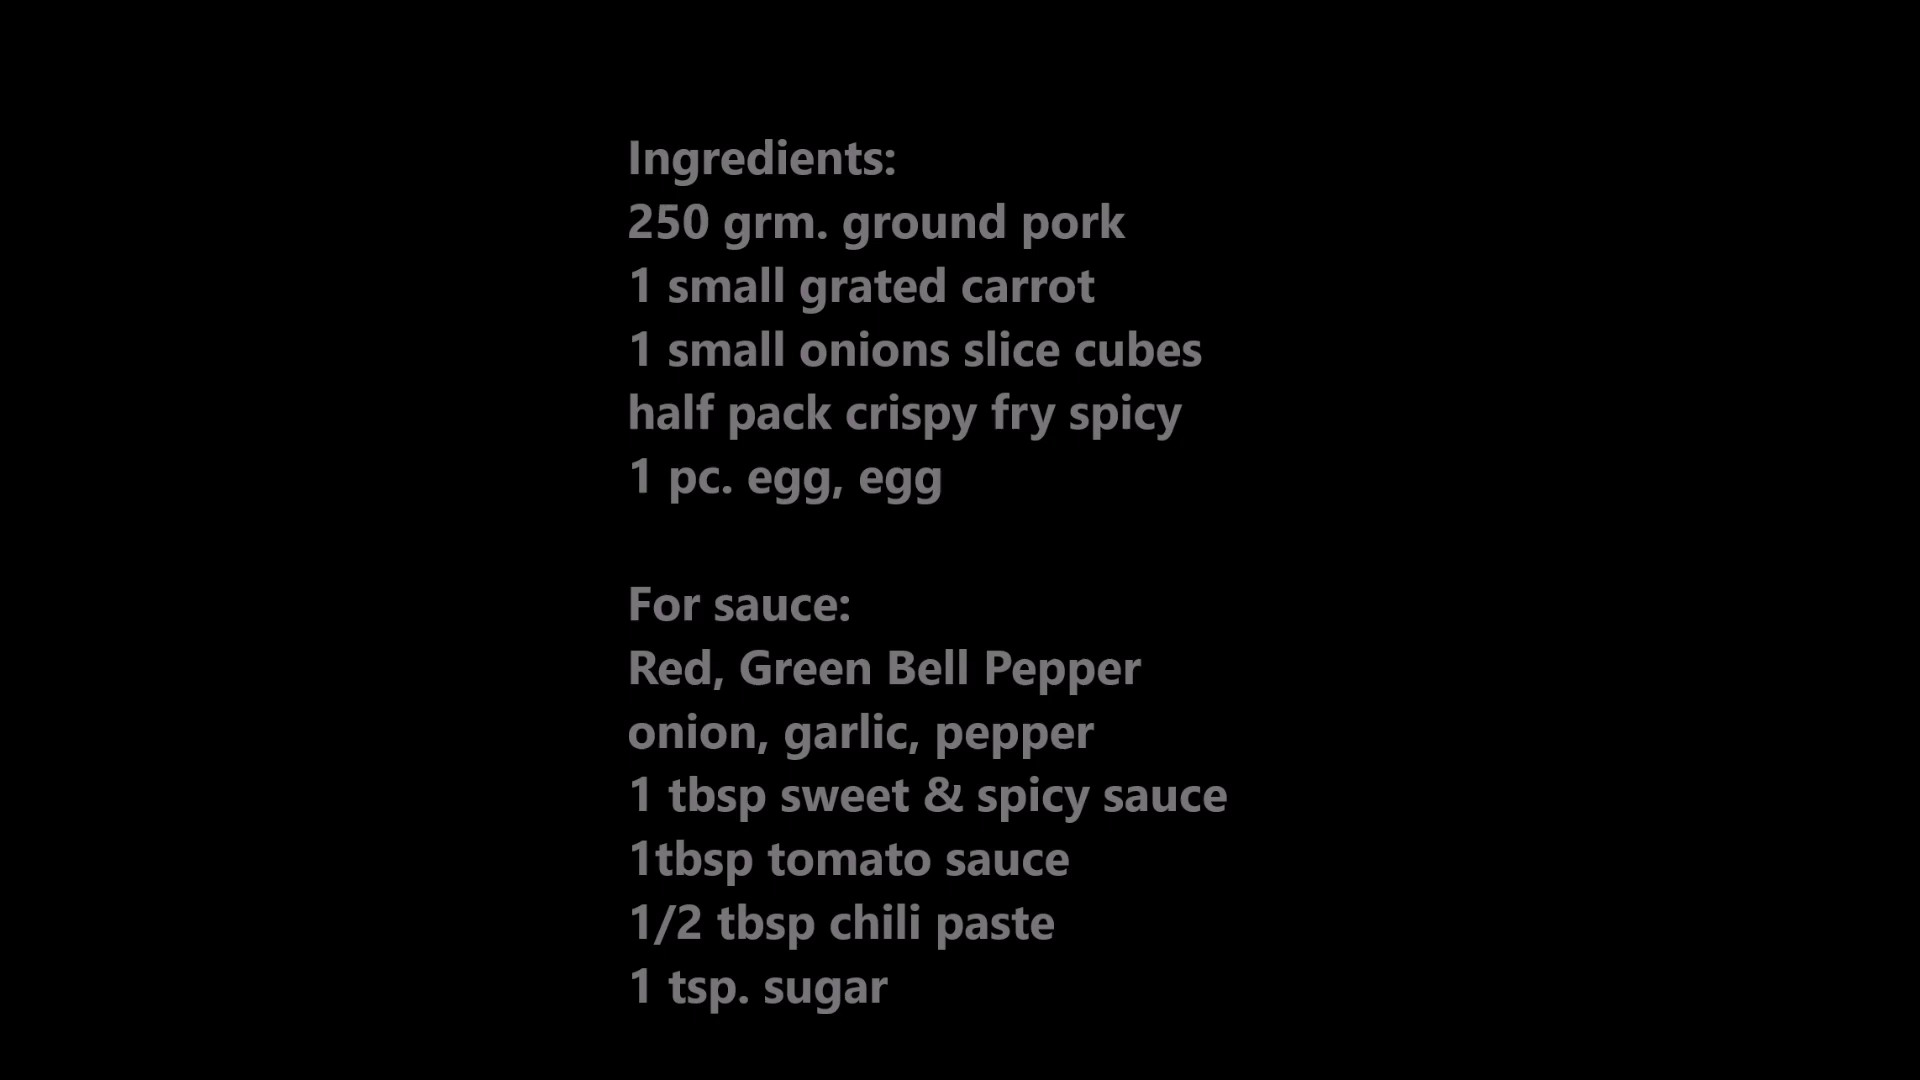 Ingredients:
250 grm. ground pork
1 small grated carrot
1 small onions slice cubes
half pack crispy fry spicy
1 pc. egg, egg
For sauce:
Red, Green Bell Pepper
onion, garlic, pepper
1 tbsp sweet & spicy sauce
1tbsp tomato sauce
1/2 tbsp chili paste
1 tsp. sugar